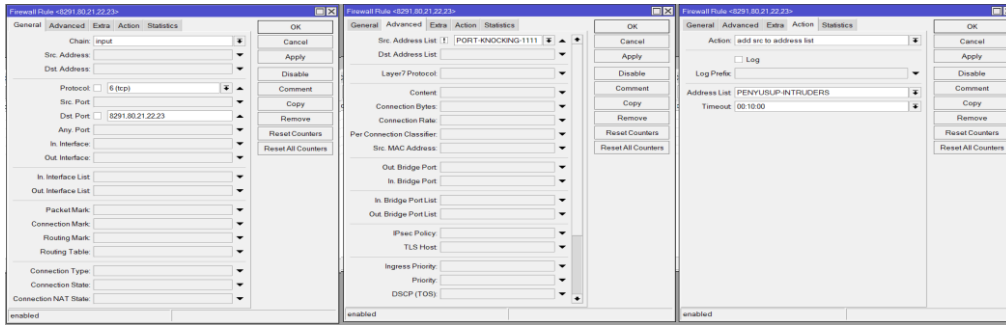 Firewall Rule <8291,80,21,22,23>
General Advanced Extra Action Statistics
Chain: input
Src. Address:
Dst. Address:
Protocol: 6 (tcp)
Src. Port:
Dst. Port: 8291,80,21,22,23
Any. Port:
In. Interface:
Out. Interface:
In. Interface List:
Out. Interface List:
Packet Mark:
Connection Mark:
Routing Mark:
Routing Table:
Connection Type:
Connection State:
Connection NAT State:
OK
Cancel
Apply
Disable
Comment
Copy
Remove
Reset Counters
Reset All Counters
enabled
Firewall Rule <8291,80,21,22,23>
General Advanced Extra Action Statistics
Src. Address List: ! PORT-KNOCKING-1111
Dst. Address List:
Layer7 Protocol:
Content:
Connection Bytes:
Connection Rate:
Per Connection Classifier:
Src. MAC Address:
Out. Bridge Port:
In. Bridge Port:
In. Bridge Port List:
Out. Bridge Port List:
IPsec Policy:
TLS Host:
Ingress Priority:
Priority:
DSCP (TOS):
OK
Cancel
Apply
Disable
Comment
Copy
Remove
Reset Counters
Reset All Counters
enabled
Firewall Rule <8291,80,21,22,23>
General Advanced Extra Action Statistics
Action: add src to address list
Log
Log Prefix:
Address List: PENYUSUP-INTRUDERS
Timeout: 00:10:00
OK
Cancel
Apply
Disable
Comment
Copy
Remove
Reset Counters
Reset All Counters
enabled